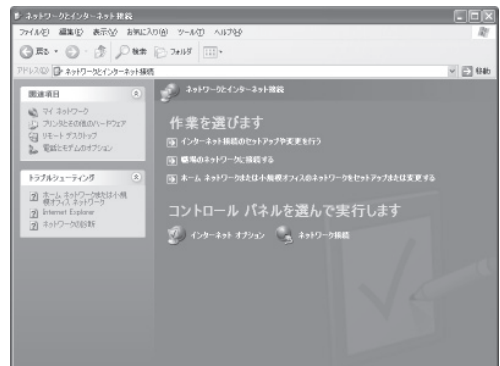 ネットワークとインターネット接続
ファイル(F) 編集(E) 表示(V) お気に入り(A) ツール(T) ヘルプ(H)
戻る 検索 フォルダ
アドレス(D) ネットワークとインターネット接続 移動
関連項目
マイ ネットワーク
プリンタとその他のハードウェア
リモート デスクトップ
電話とモデムのオプション
トラブルシューティング
ホーム ネットワークまたは小規
模オフィス ネットワーク
Internet Explorer
ネットワークの診断
ネットワークとインターネット接続
作業を選びます
インターネット接続のセットアップや変更を行う
職場のネットワークに接続する
ホーム ネットワークまたは小規模オフィスのネットワークをセットアップまたは変更する
コントロール パネルを選んで実行します
インターネット オプション ネットワーク接続